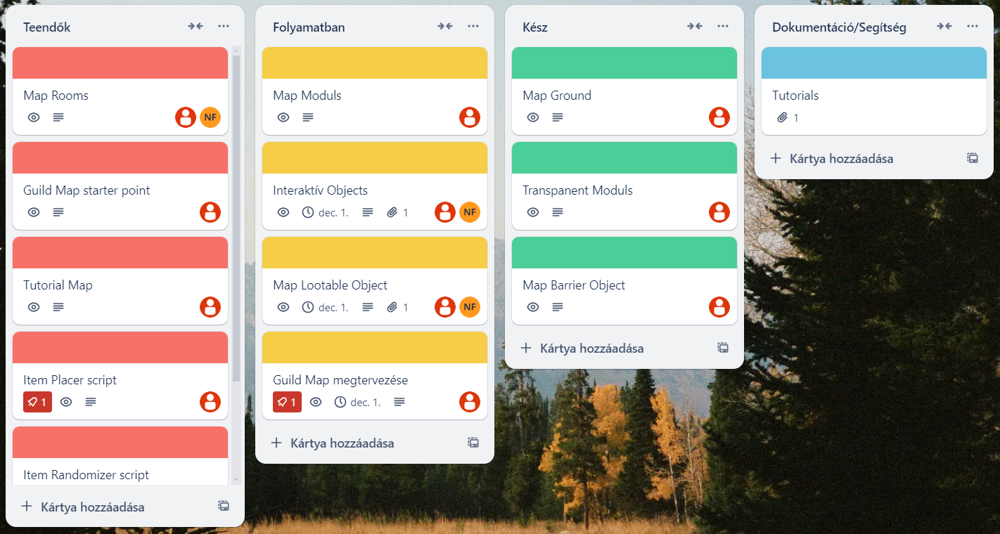 Teendők
Map Rooms
NF
Guild Map starter point
Tutorial Map
Item Placer script
1
Item Randomizer script
Kártya hozzáadása
Folyamatban
Map Moduls
Interaktív Objects
dec. 1. 1
NF
Map Lootable Object
dec. 1. 1
NF
Guild Map megtervezése
1 dec. 1.
Kártya hozzáadása
Kész
Map Ground
Transpanent Moduls
Map Barrier Object
Kártya hozzáadása
Dokumentáció/Segítség
Tutorials
1
Kártya hozzáadása